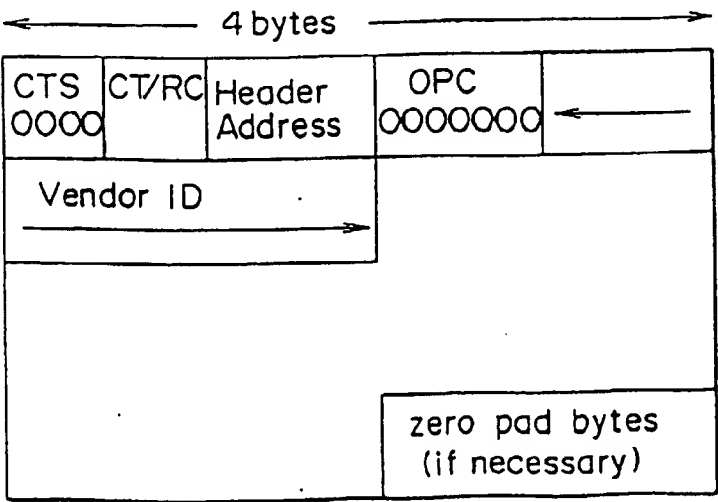 4 bytes
CTS CT/RC Header OPC
0000 Address 0000000
Vendor ID
zero pad bytes
(if necessary)